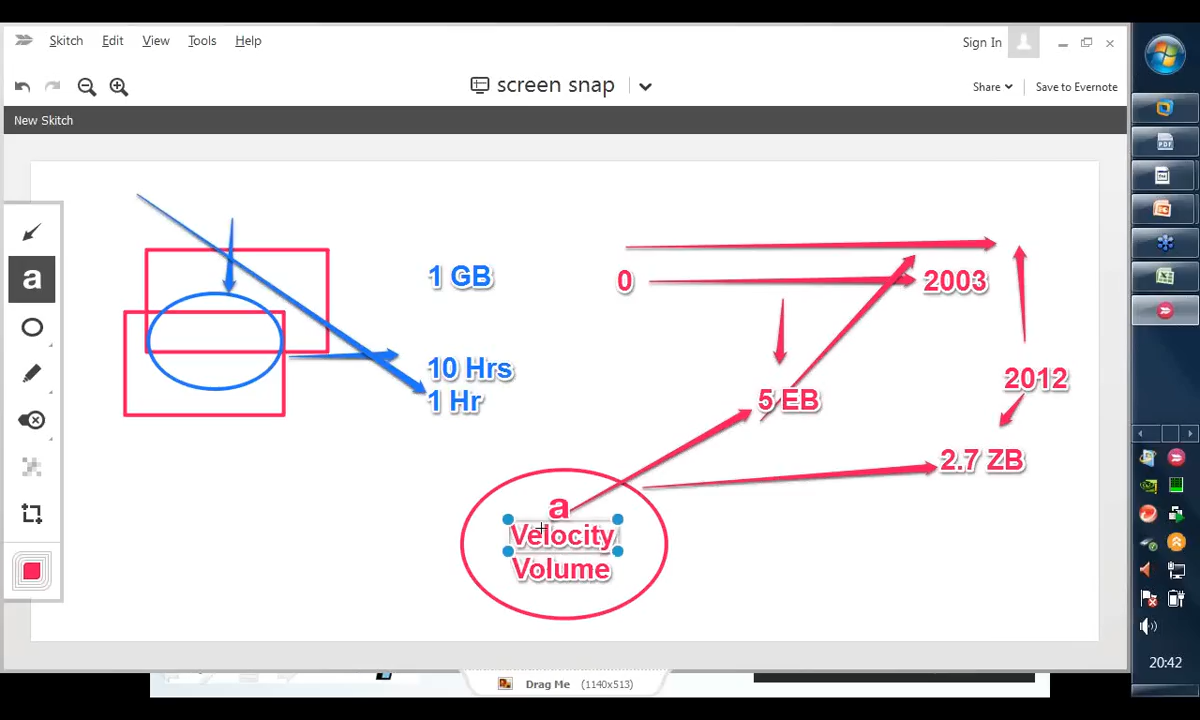 Skitch Edit View Tools Help Sign In
screen snap Share Save to Evernote
New Skitch
a
1 GB
10 Hrs
1 Hr
0
2003
5 EB
2012
2.7 ZB
a
Velocity
Volume
Drag Me (1140x513)
PDF
20:42